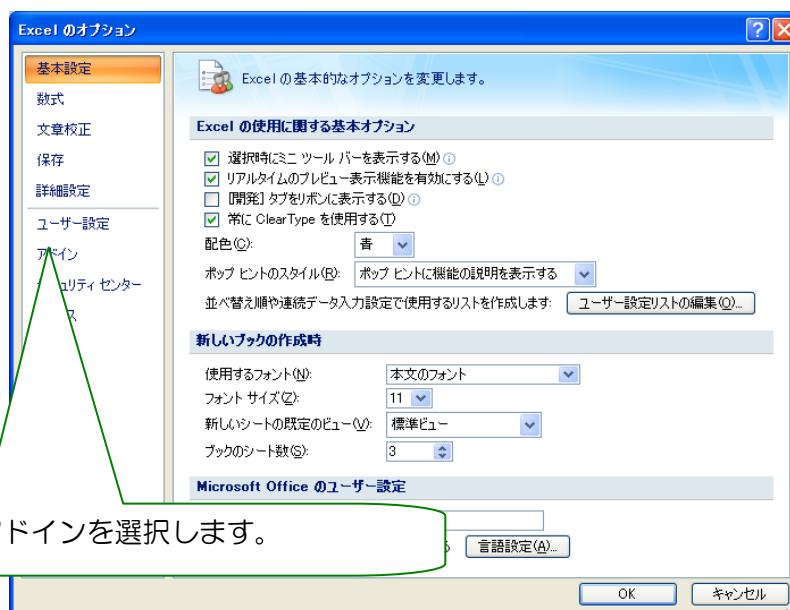 Excel のオプション
基本設定
数式
文章校正
保存
詳細設定
ユーザー設定
アドイン
ュリティ センター
ス
Excel の基本的なオプションを変更します。
Excel の使用に関する基本オプション
選択時にミニ ツール バーを表示する(M)
リアルタイムのプレビュー表示機能を有効にする(L)
[開発] タブをリボンに表示する(D)
常に ClearType を使用する(T)
配色(C): 青
ポップ ヒントのスタイル(R): ポップ ヒントに機能の説明を表示する
並べ替え順や連続データ入力設定で使用するリストを作成します: ユーザー設定リストの編集(O)...
新しいブックの作成時
使用するフォント(N): 本文のフォント
フォント サイズ(Z): 11
新しいシートの既定のビュー(V): 標準ビュー
ブックのシート数(S): 3
Microsoft Office のユーザー設定
ドインを選択します。
言語設定(A)...
OK キャンセル